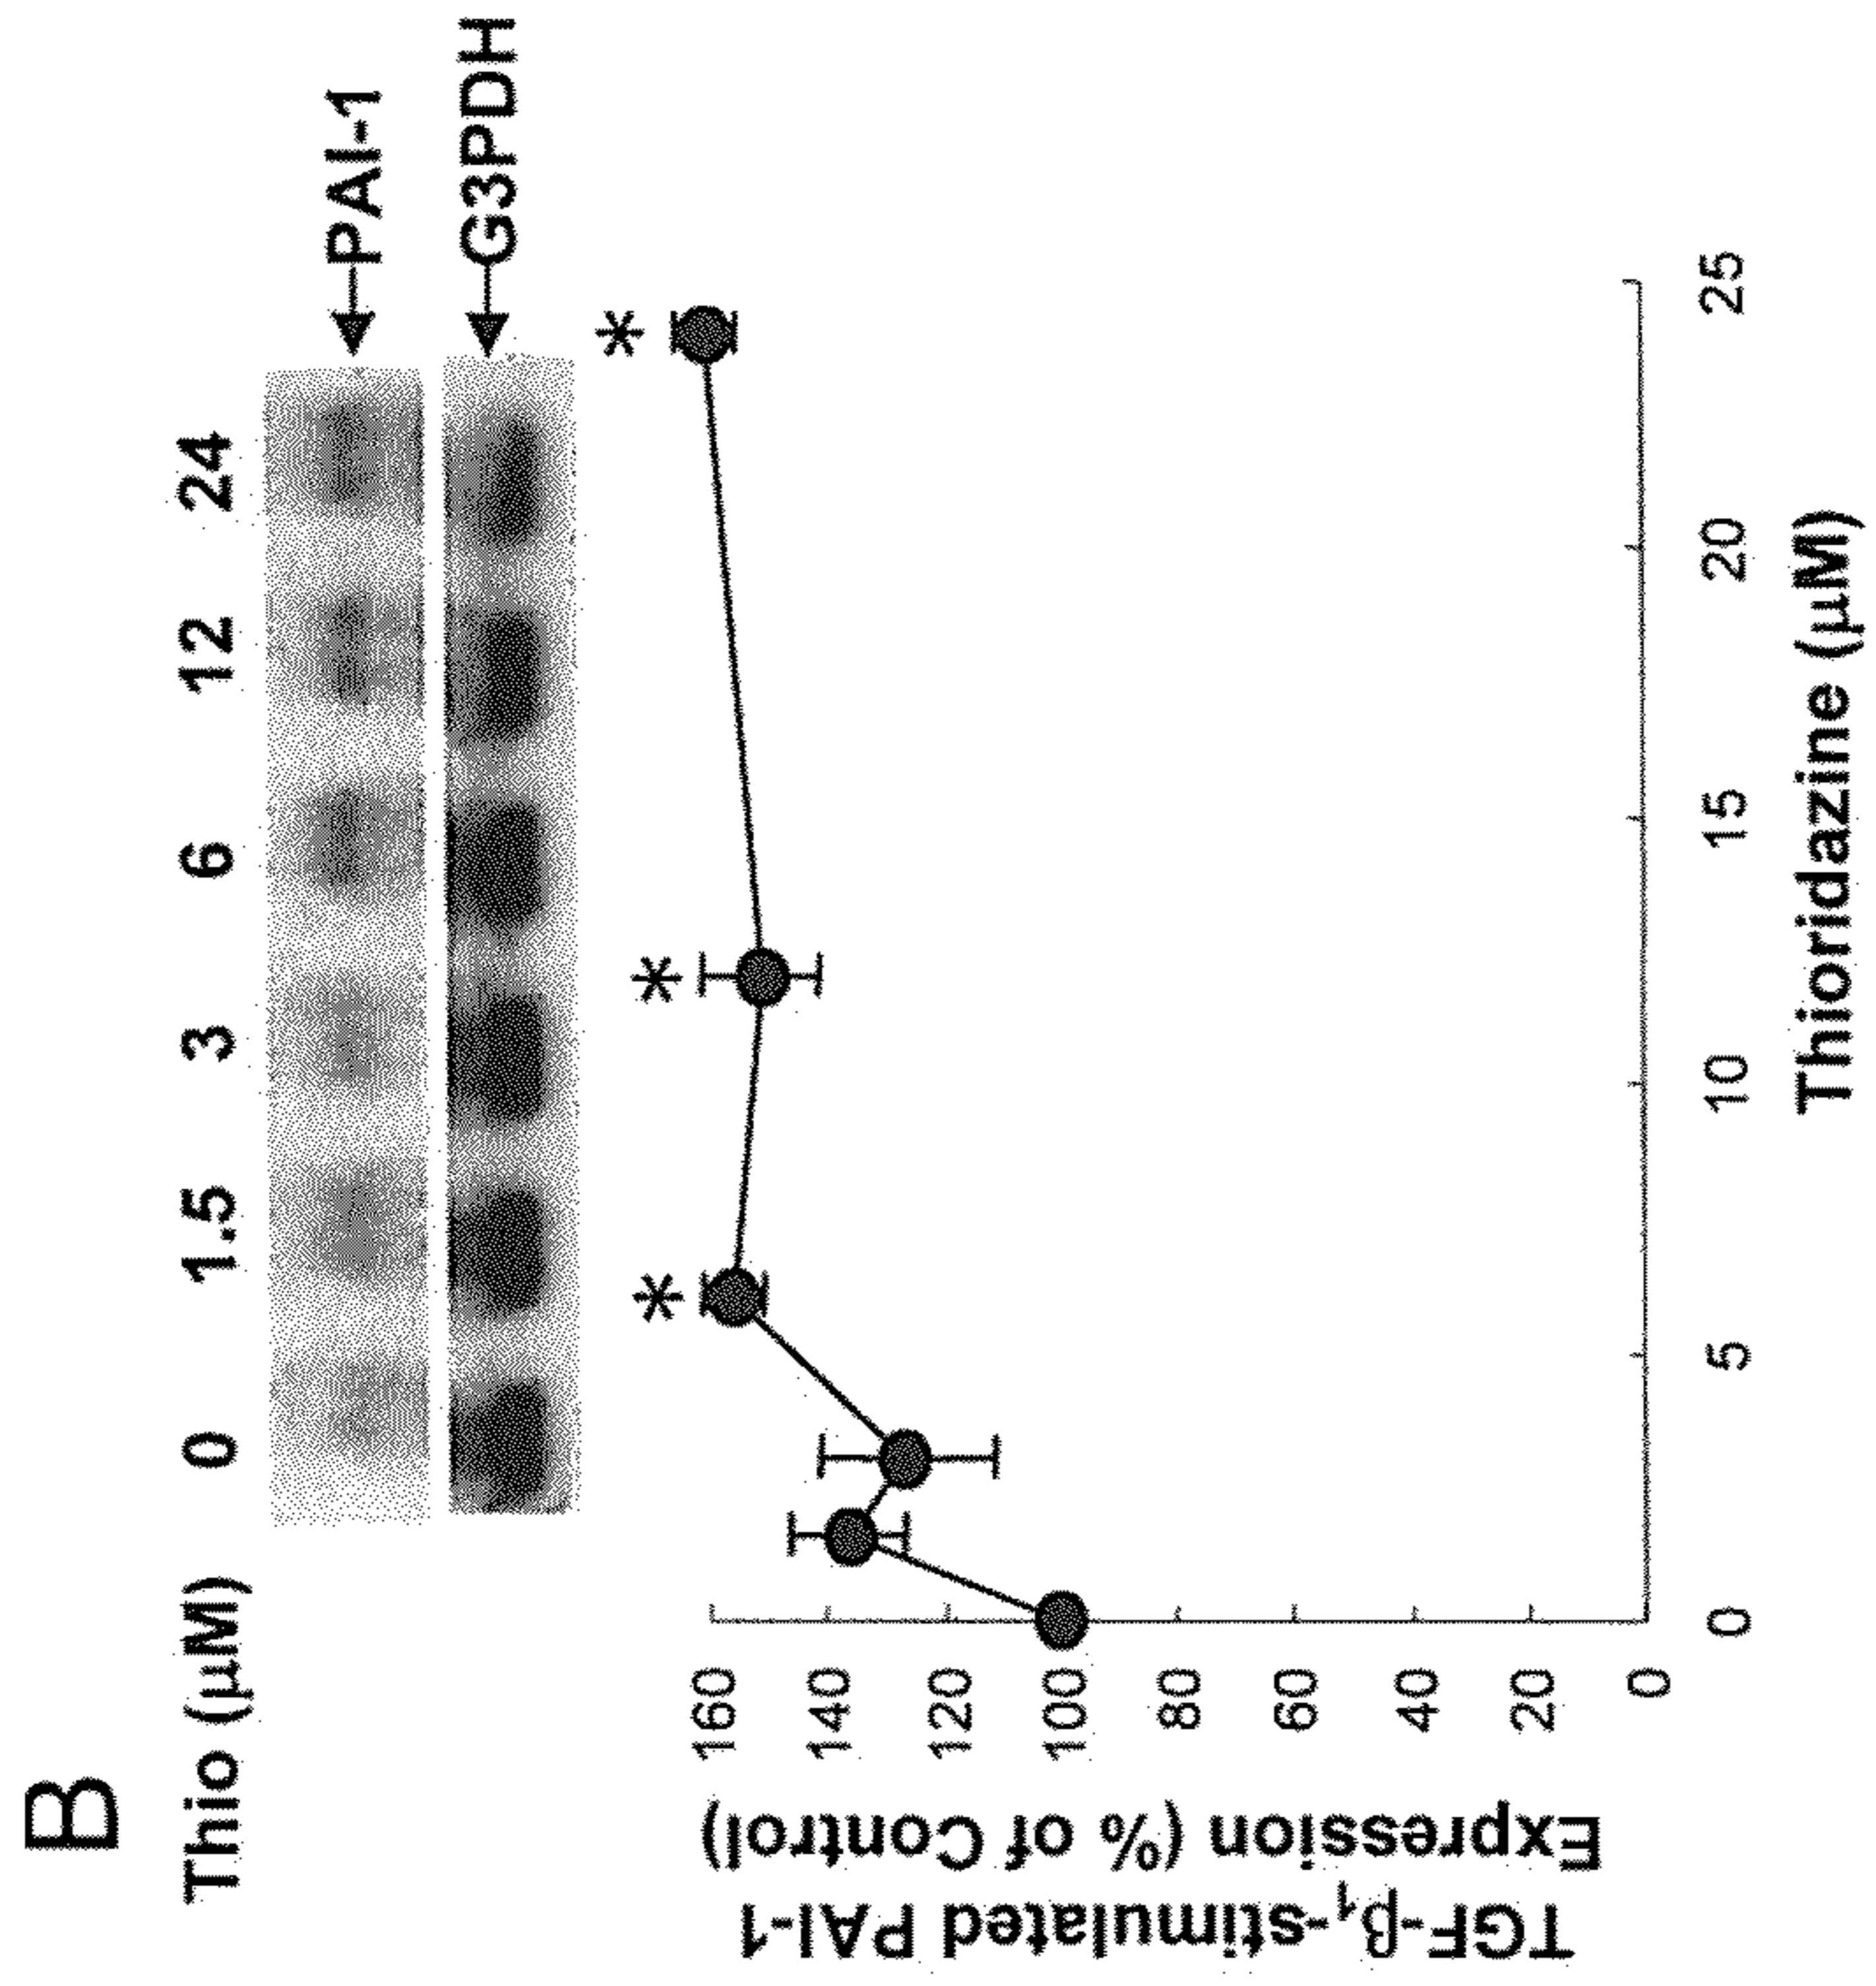 B
Thio (μM) 0 1.5 3 6 12 24
PAI-1
G3PDH
TGF-β₁-stimulated PAI-1
Expression (% of Control)
160
140
120
100
80
60
40
20
0
* * *
0 5 10 15 20 25
Thioridazine (μM)